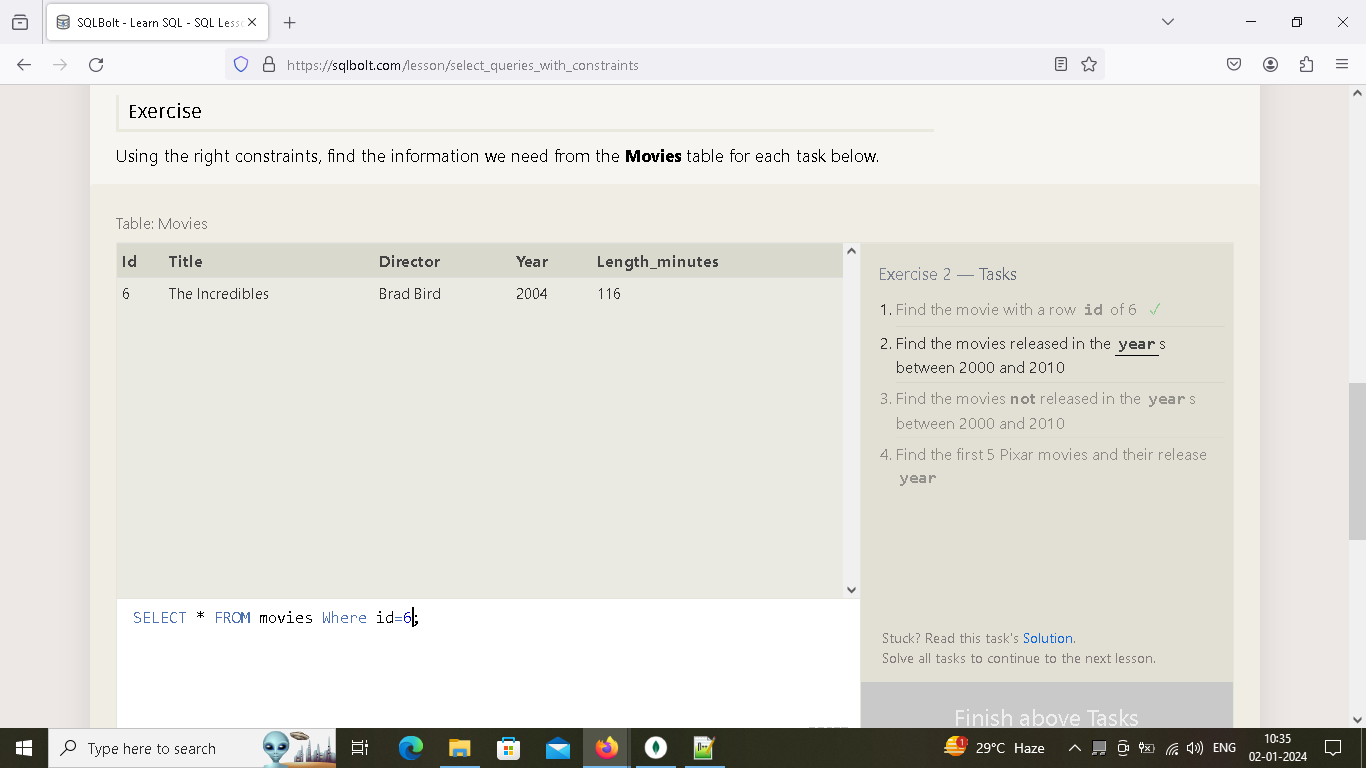 SQLBolt - Learn SQL - SQL Less
https://sqlbolt.com/lesson/select_queries_with_constraints
Exercise
Using the right constraints, find the information we need from the Movies table for each task below.
Table: Movies
Id Title Director Year Length_minutes
6 The Incredibles Brad Bird 2004 116
Exercise 2 — Tasks
1. Find the movie with a row id of 6 ✓
2. Find the movies released in the year s
between 2000 and 2010
3. Find the movies not released in the year s
between 2000 and 2010
4. Find the first 5 Pixar movies and their release
year
SELECT * FROM movies Where id=6;
Stuck? Read this task's Solution.
Solve all tasks to continue to the next lesson.
Finish above Tasks
Type here to search
1
29°C Haze
ENG
10:35
02-01-2024